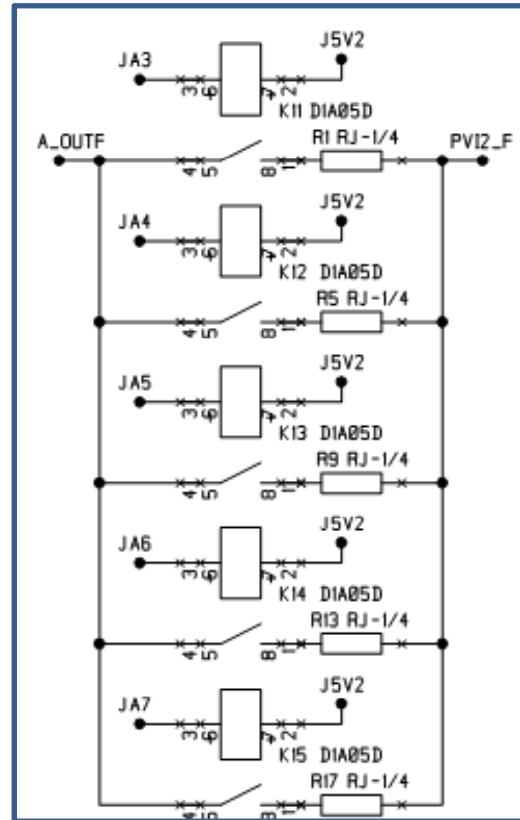 JA3 J5V2
3 6 7 2
K11 D1A05D
A_OUTF R1 RJ-1/4 PVI2_F
4 5 8 1
J5V2
JA4
3 6 7 2
K12 D1A05D
R5 RJ-1/4
4 5 8 1
J5V2
JA5
3 6 7 2
K13 D1A05D
R9 RJ-1/4
4 5 8 1
J5V2
JA6
3 6 7 2
K14 D1A05D
R13 RJ-1/4
4 5 8 1
J5V2
JA7
3 6 7 2
K15 D1A05D
R17 RJ-1/4
4 5 8 1